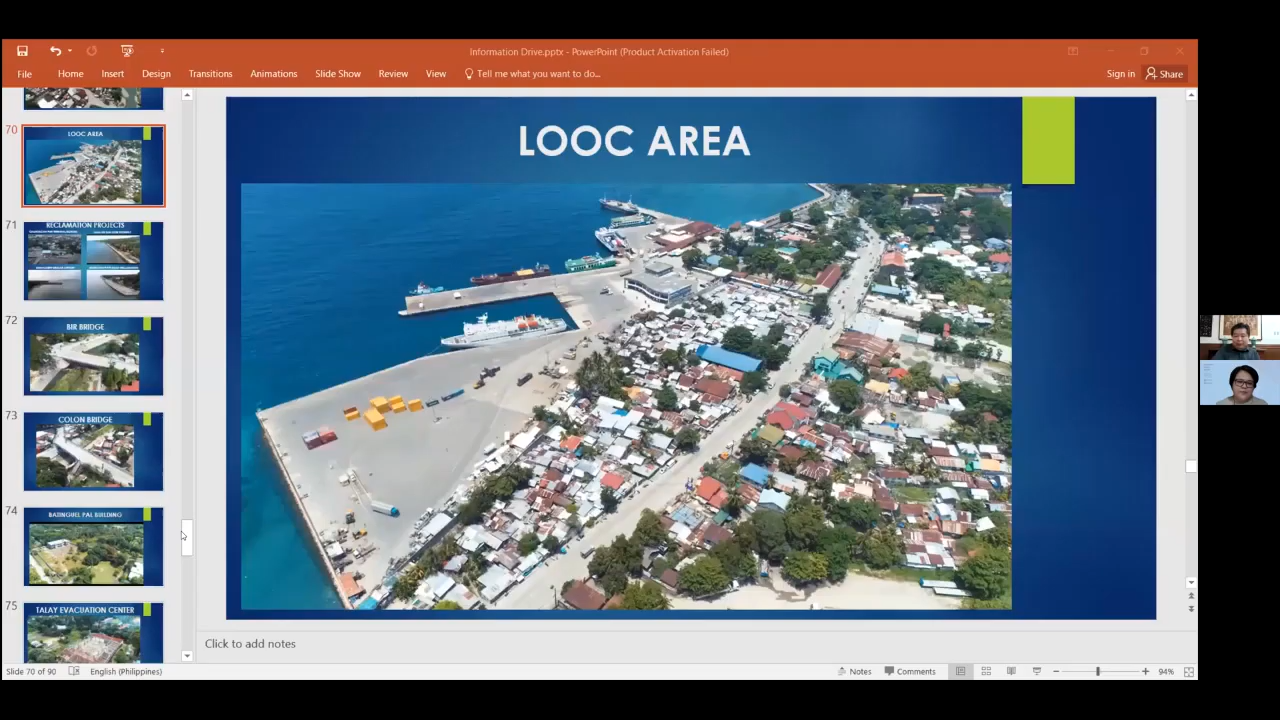 Information Drive.pptx - PowerPoint (Product Activation Failed)
File Home Insert Design Transitions Animations Slide Show Review View Tell me what you want to do... Sign in Share
70
LOOC AREA
71
RECLAMATION PROJECTS
72
BIR BRIDGE
73
COLON BRIDGE
74
BATINGUEL PAL BUILDING
75
TALAY EVACUATION CENTER
LOOC AREA
Click to add notes
Slide 70 of 90 English (Philippines) Notes Comments 94%